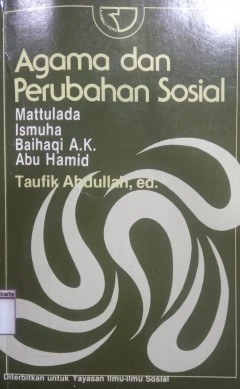 Agama dan
Perubahan Sosial
Mattulada
Ismuha
Baihaqi A.K.
Abu Hamid
Taufik Abdullah, ed.
Diterbitkan untuk Yayasan Ilmu-ilmu Sosial